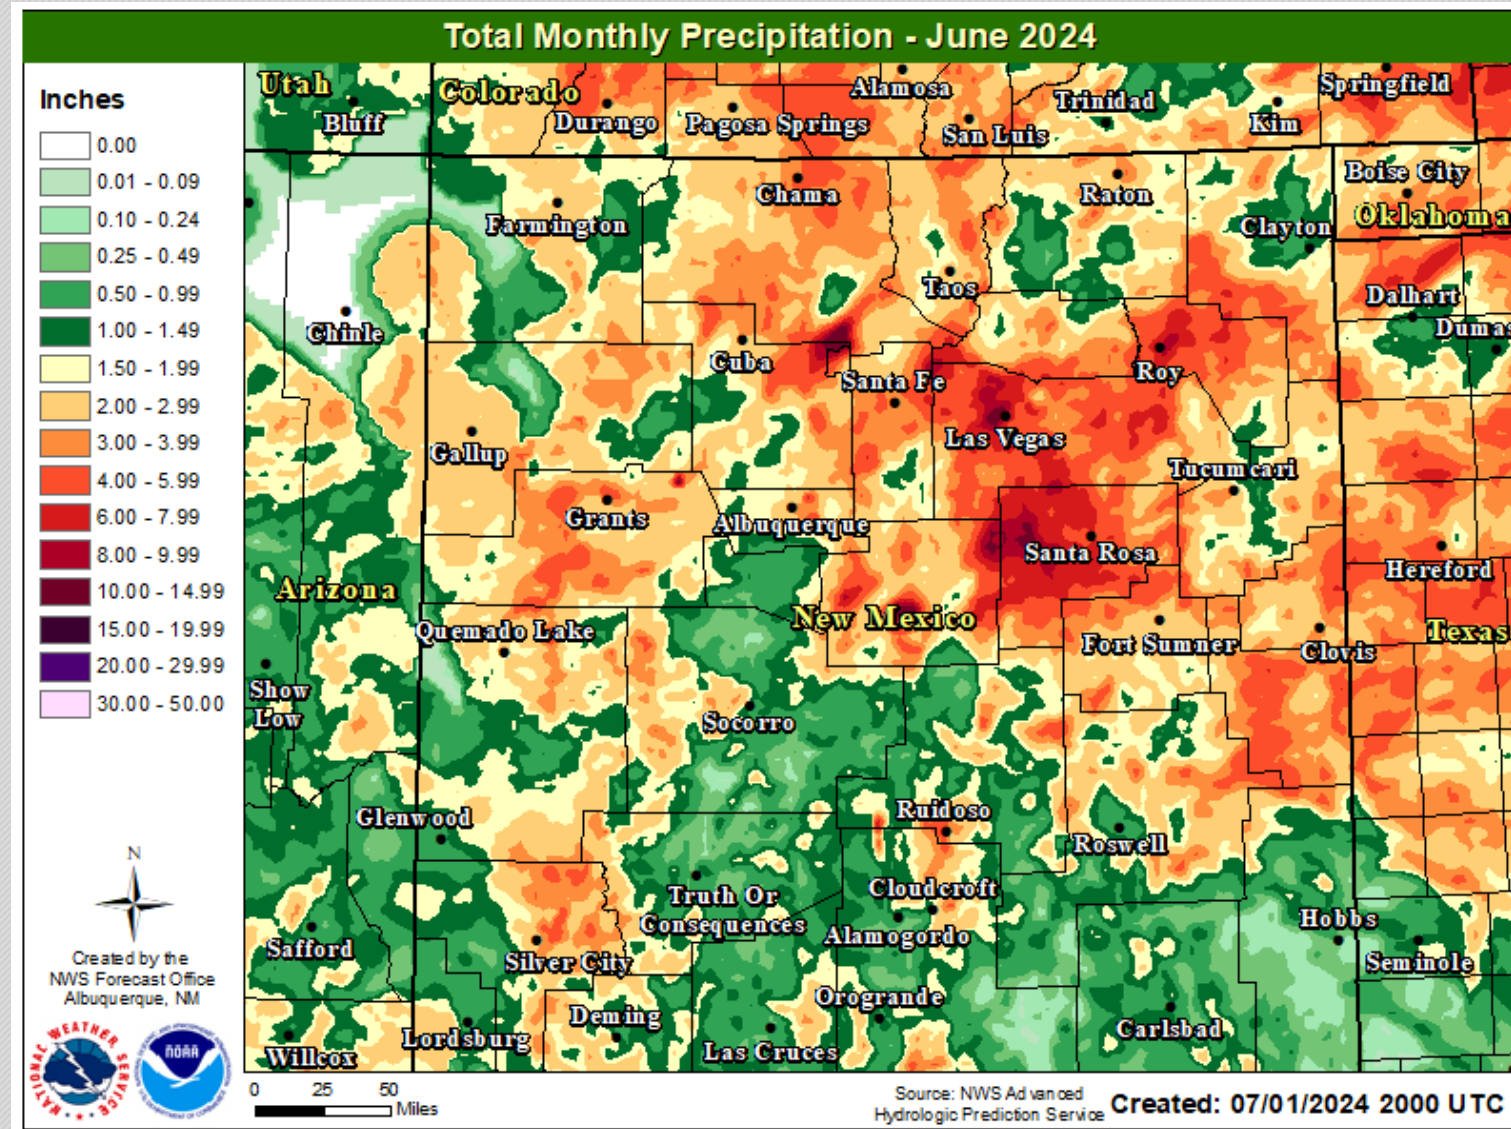 Total Monthly Precipitation - June 2024
Inches
0.00
0.01 - 0.09
0.10 - 0.24
0.25 - 0.49
0.50 - 0.99
1.00 - 1.49
1.50 - 1.99
2.00 - 2.99
3.00 - 3.99
4.00 - 5.99
6.00 - 7.99
8.00 - 9.99
10.00 - 14.99
15.00 - 19.99
20.00 - 29.99
30.00 - 50.00
Utah
Colorado
Alamosa
Springfield
Bluff
Durango
Pagosa Springs
San Luis
Trinidad
Kim
Farmington
Chama
Raton
Boise City
Clayton
Oklahoma
Taos
Dalhart
Chinle
Dumas
Cuba
Santa Fe
Roy
Gallup
Las Vegas
Tucumcari
Grants
Albuquerque
Santa Rosa
Hereford
Arizona
New Mexico
Texas
Quemado Lake
Fort Sumner
Clovis
Show
Low
Socorro
Glenwood
Ruidoso
Roswell
Truth Or
Consequences
Cloudcroft
Hobbs
Safford
Silver City
Alamogordo
Seminole
Orogrande
Deming
Carlsbad
Willcox
Lordsburg
Las Cruces
N
Created by the
NWS Forecast Office
Albuquerque, NM
NATIONAL WEATHER SERVICE
NOAA
0 25 50
Miles
Source: NWS Advanced
Hydrologic Prediction Service
Created: 07/01/2024 2000 UTC